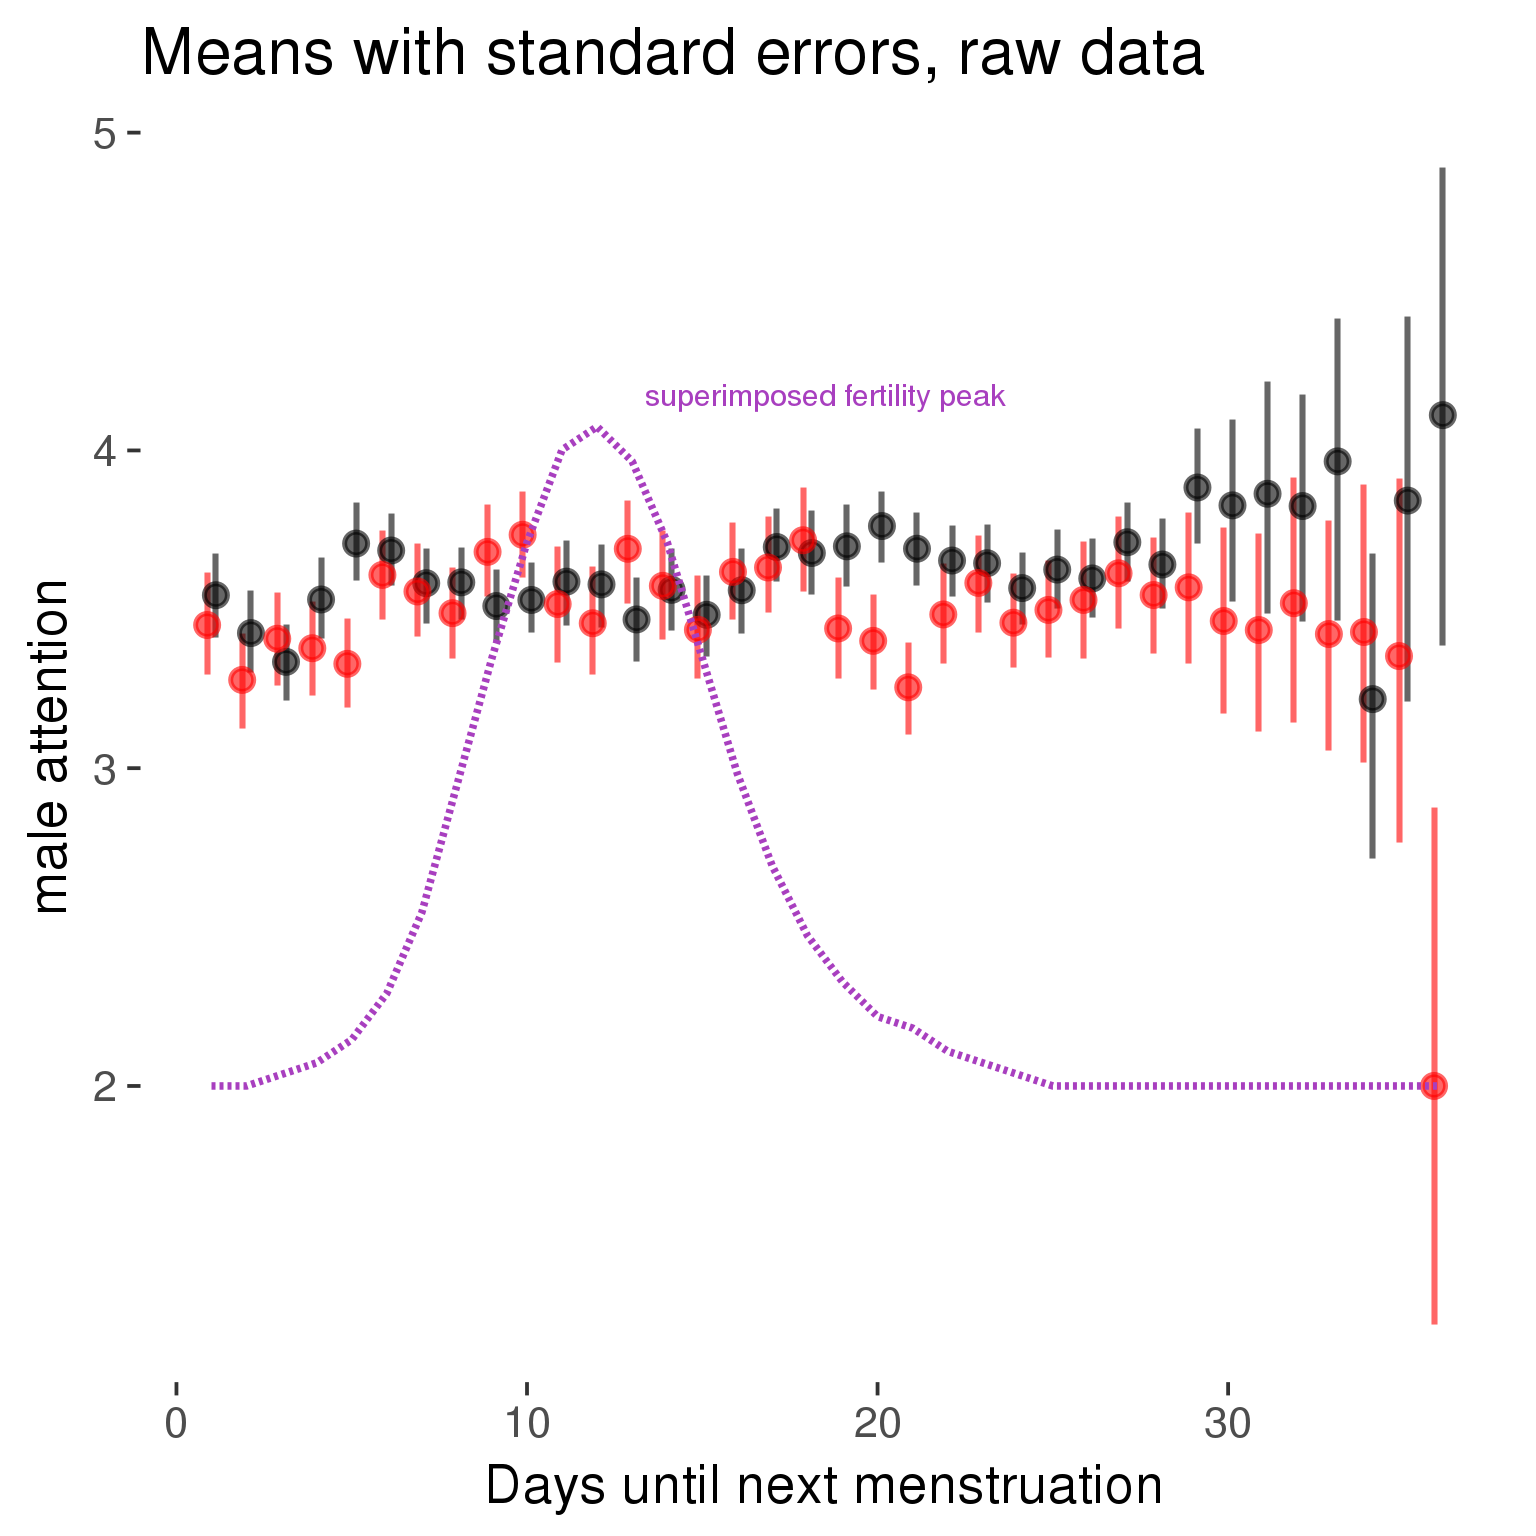 Means with standard errors, raw data
5
4
3
2
male attention
superimposed fertility peak
0 10 20 30
Days until next menstruation